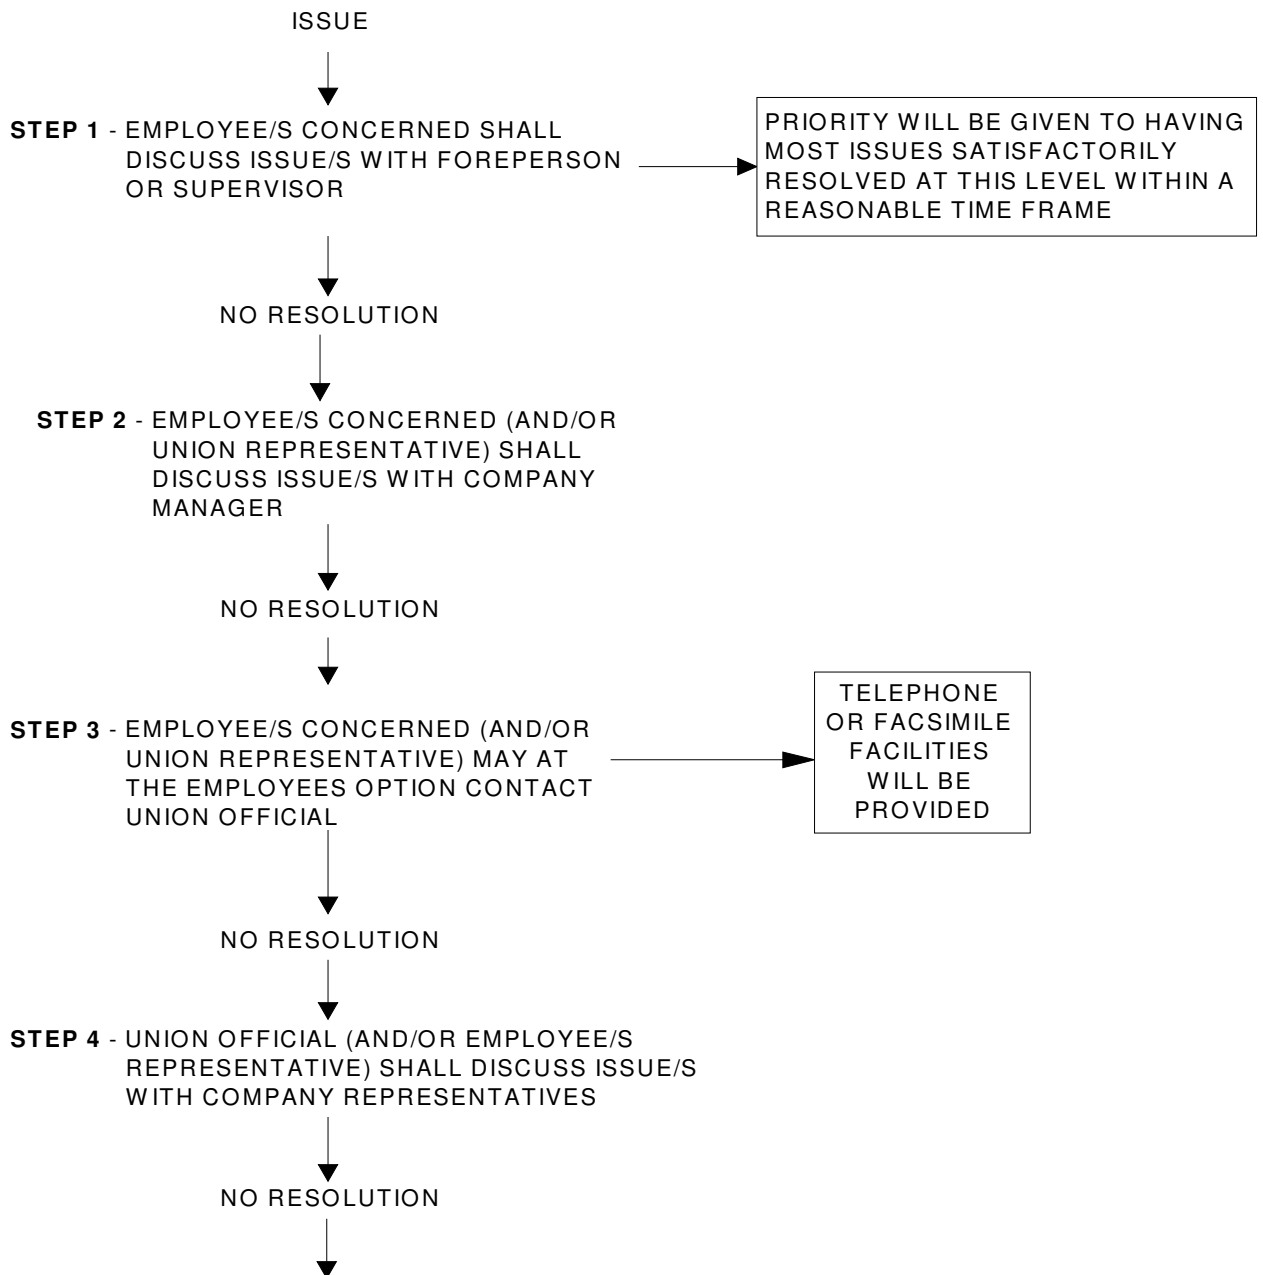 ISSUE
STEP 1 - EMPLOYEE/S CONCERNED SHALL
DISCUSS ISSUE/S WITH FOREPERSON
OR SUPERVISOR
PRIORITY WILL BE GIVEN TO HAVING
MOST ISSUES SATISFACTORILY
RESOLVED AT THIS LEVEL WITHIN A
REASONABLE TIME FRAME
NO RESOLUTION
STEP 2 - EMPLOYEE/S CONCERNED (AND/OR
UNION REPRESENTATIVE) SHALL
DISCUSS ISSUE/S WITH COMPANY
MANAGER
NO RESOLUTION
STEP 3 - EMPLOYEE/S CONCERNED (AND/OR
UNION REPRESENTATIVE) MAY AT
THE EMPLOYEES OPTION CONTACT
UNION OFFICIAL
TELEPHONE
OR FACSIMILE
FACILITIES
WILL BE
PROVIDED
NO RESOLUTION
STEP 4 - UNION OFFICIAL (AND/OR EMPLOYEE/S
REPRESENTATIVE) SHALL DISCUSS ISSUE/S
WITH COMPANY REPRESENTATIVES
NO RESOLUTION